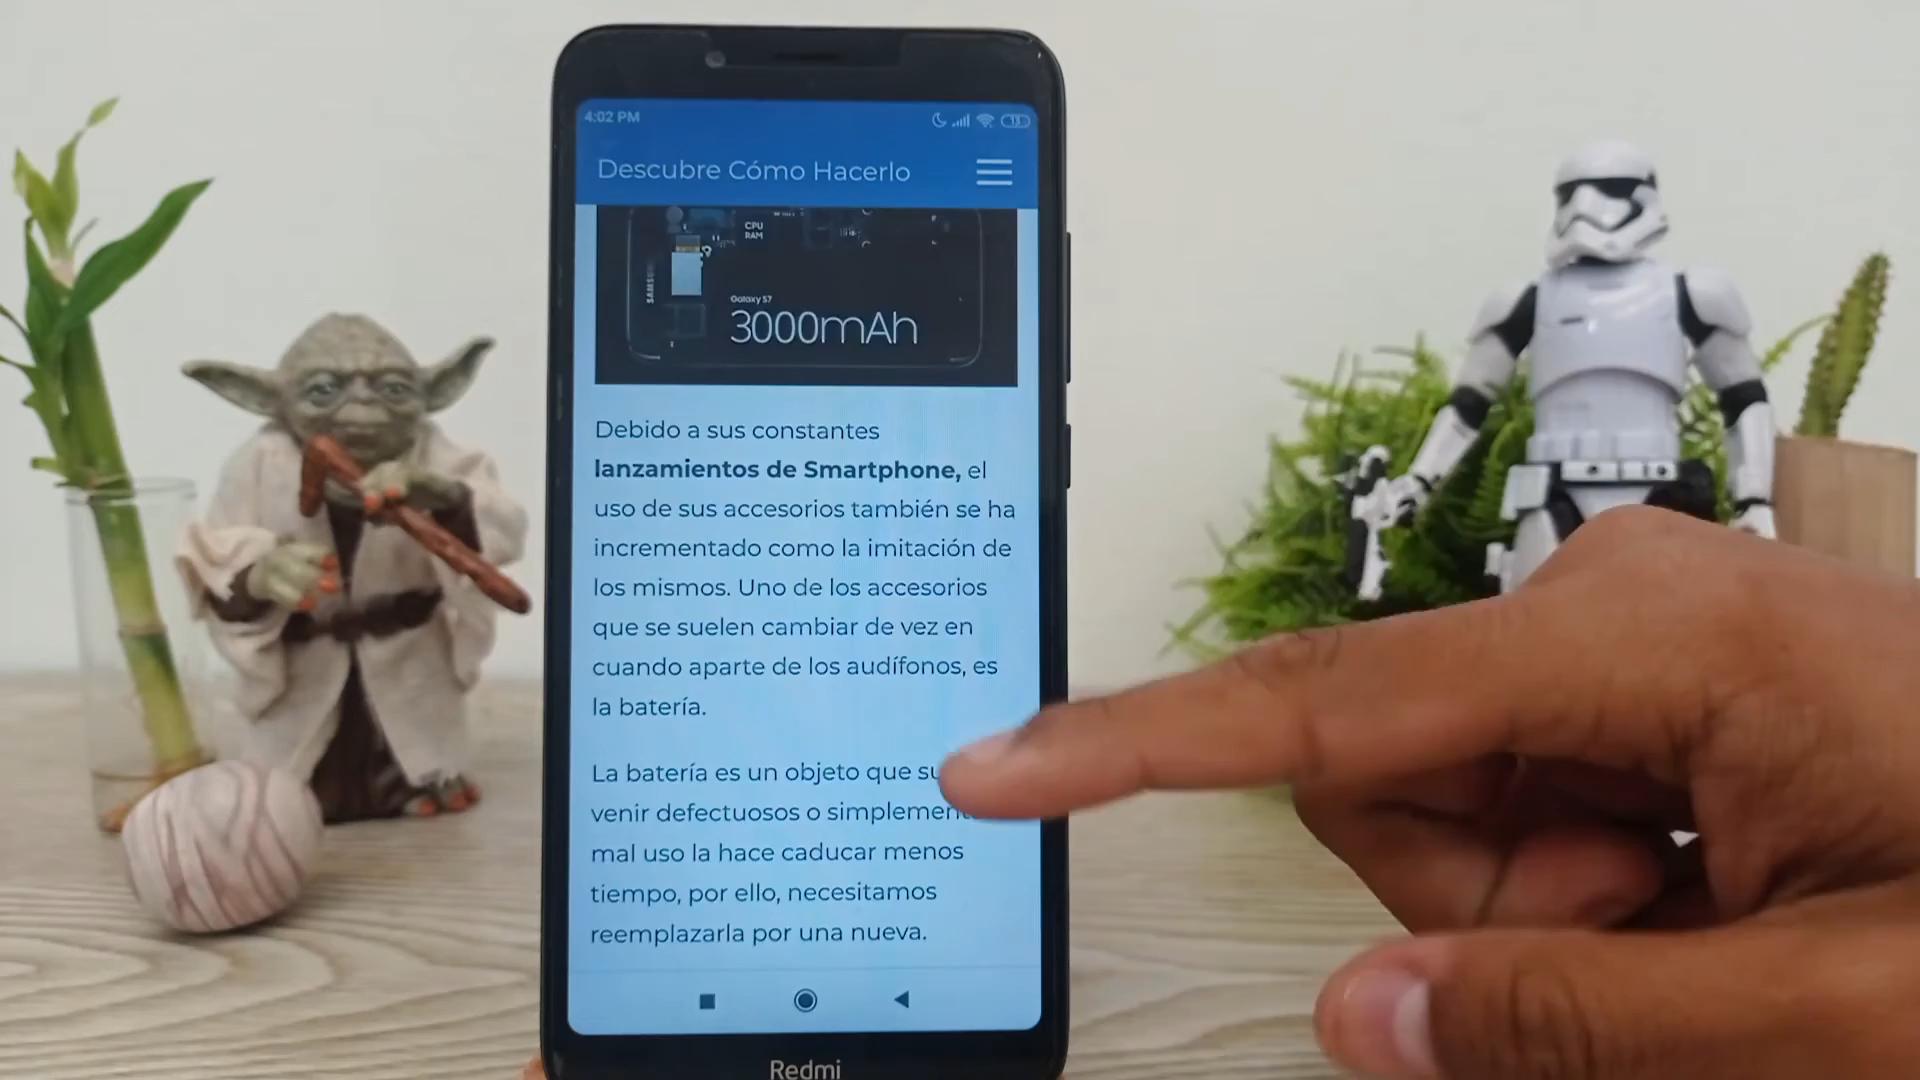 4:02 PM
13
Descubre Cómo Hacerlo
CPU
RAM
SAMSUNG
Galaxy S7
3000mAh
Debido a sus constantes
lanzamientos de Smartphone, el
uso de sus accesorios también se ha
incrementado como la imitación de
los mismos. Uno de los accesorios
que se suelen cambiar de vez en
cuando aparte de los audífonos, es
la batería.
La batería es un objeto que
venir defectuosos o
mal uso la hace caducar menos
tiempo, por ello, necesitamos
reemplazarla por una nueva.
Redmi